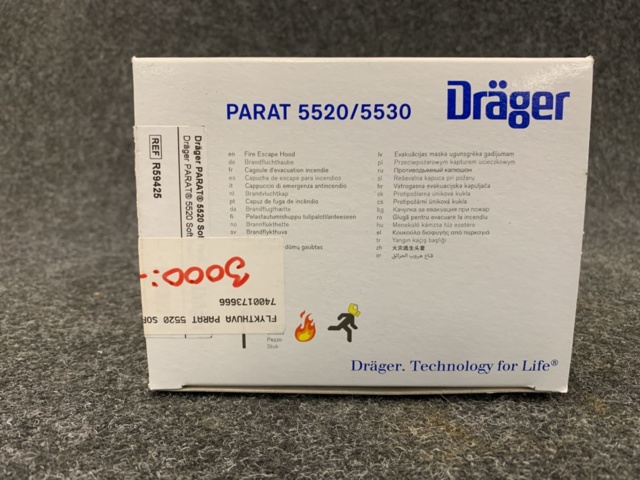 Dräger
PARAT 5520/5530
en Fire Escape Hood
de Brandfluchthaube
fr Cagoule d'évacuation incendie
es Capucha de escape para incendios
it Cappuccio di emergenza antincendio
nl Brandvluchtkap
pt Capuz de fuga de incêndio
da Brandflugthætte
fi Pelastautumishuppu tulipalotilanteeseen
no Brannflukthette
sv Brandflykthuva
dūmų gaubtas
lv Evakuācijas maska ugunsgrēka gadījumam
pl Przeciwpożarowym kapturem ucieczkowym
ru Противодымный капюшон
sl Reševalna kapuca pri požaru
hr Vatrogasna evakuacijska kapuljača
sk Protipožiarna úniková kukla
cs Protipožární úniková kukla
bg Качулка за евакуация при пожар
ro Glugă pentru evacuare la incendiu
hu Menekülő kámzsa tűz esetére
el Κουκούλα διαφυγής από πυρκαγιά
tr Yangın kaçış başlığı
zh 火灾逃生头套
ar قناع هروب الحرائق
Dräger PARAT® 5520 Sof
Dräger PARAT® 5520 Soft
REF R59425
3000:-
7400173666
FLYKTHUVA PARAT 5520 SOF
Pezzo
Stuk
Dräger. Technology for Life®